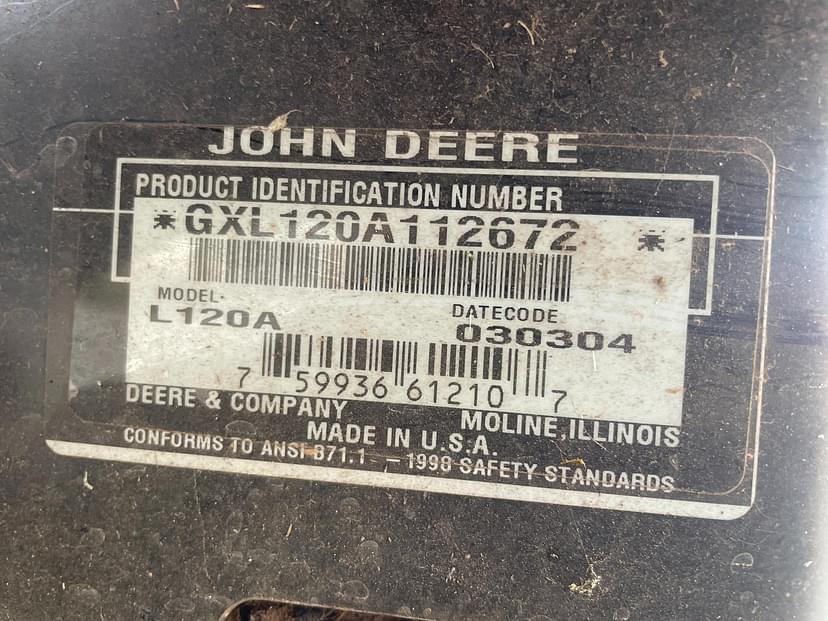 JOHN DEERE
PRODUCT IDENTIFICATION NUMBER
*GXL120A112672 *
MODEL· DATECODE
L120A 030304
7 59936 61210 7
DEERE & COMPANY MOLINE, ILLINOIS
MADE IN U.S.A.
CONFORMS TO ANSI B71.1 – 1998 SAFETY STANDARDS